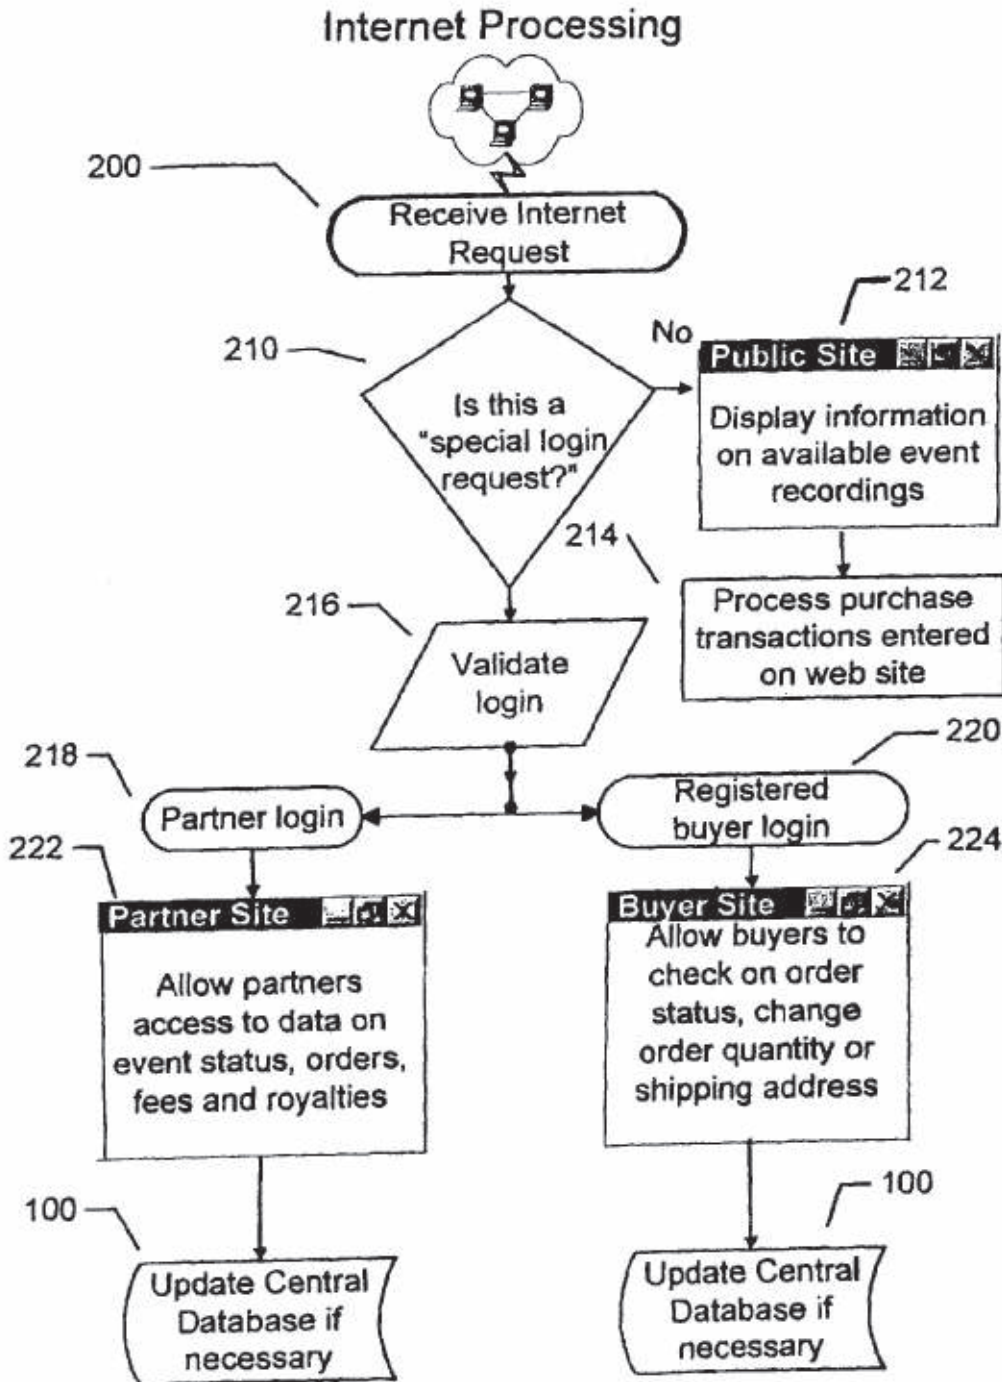 Internet Processing
200
Receive Internet
Request
210
Is this a
"special login
request?"
No
212
Public Site
Display information
on available event
recordings
214
Process purchase
transactions entered
on web site
216
Validate
login
218
Partner login
220
Registered
buyer login
222
Partner Site
Allow partners
access to data on
event status, orders,
fees and royalties
224
Buyer Site
Allow buyers to
check on order
status, change
order quantity or
shipping address
100
Update Central
Database if
necessary
100
Update Central
Database if
necessary